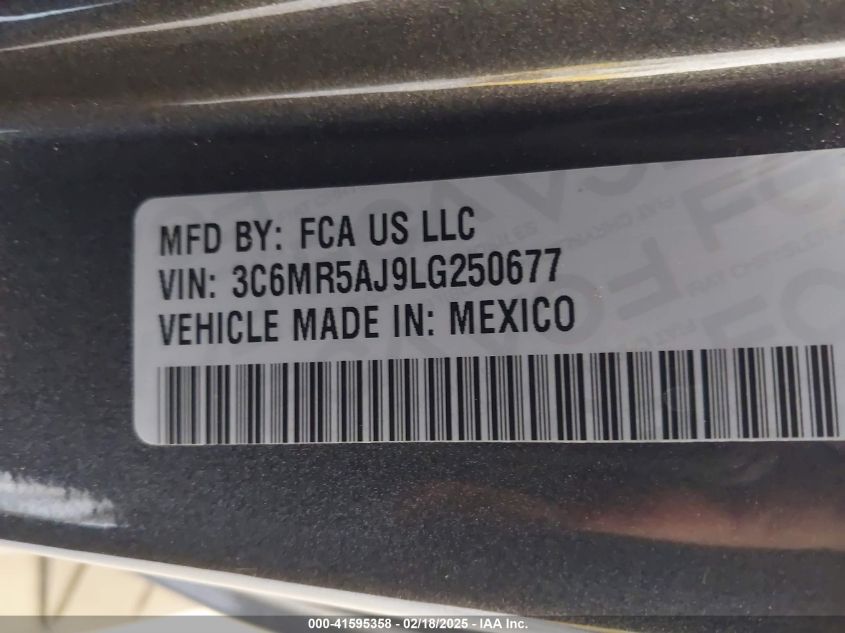 MFD BY: FCA US LLC
VIN: 3C6MR5AJ9LG250677
VEHICLE MADE IN: MEXICO
000-41595358 - 02/18/2025 - IAA, Inc.